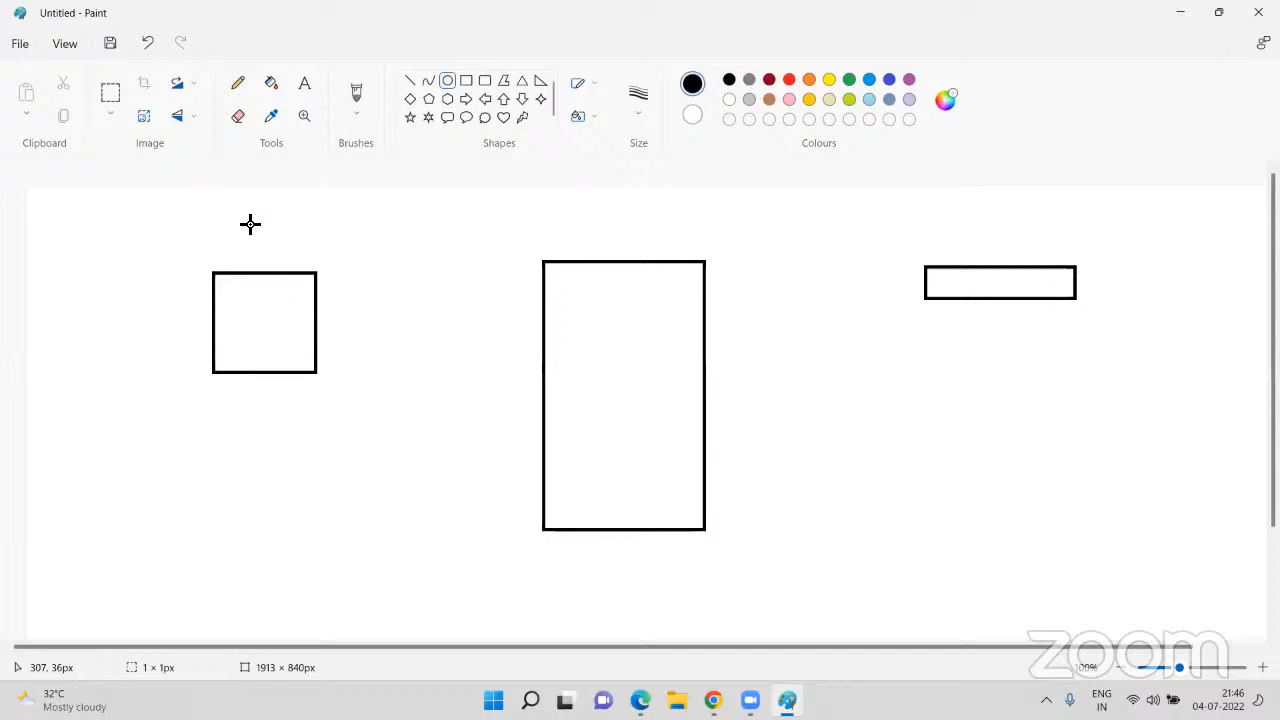 Untitled - Paint
File
View
Clipboard
Image
Tools
Brushes
Shapes
Size
Colours
307, 36px
1 × 1px
1913 × 840px
100%
zoom
32°C
Mostly cloudy
ENG
IN
21:46
04-07-2022